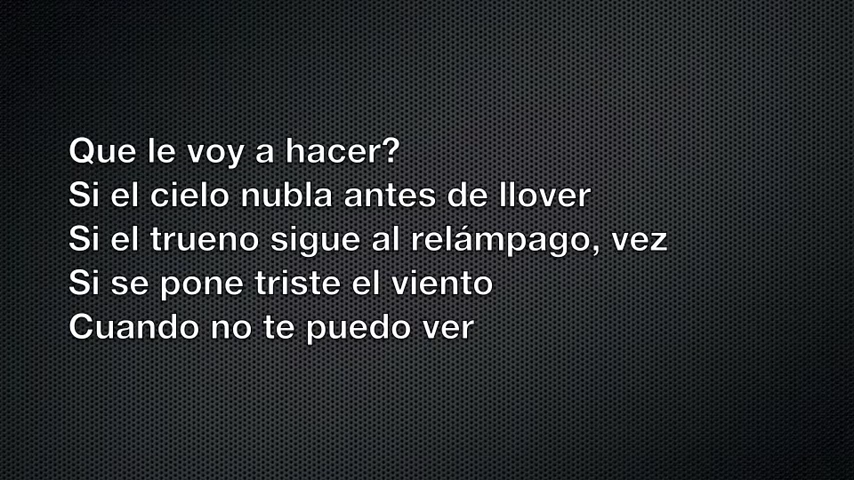 Que le voy a hacer?
Si el cielo nubla antes de llover
Si el trueno sigue al relámpago, vez
Si se pone triste el viento
Cuando no te puedo ver